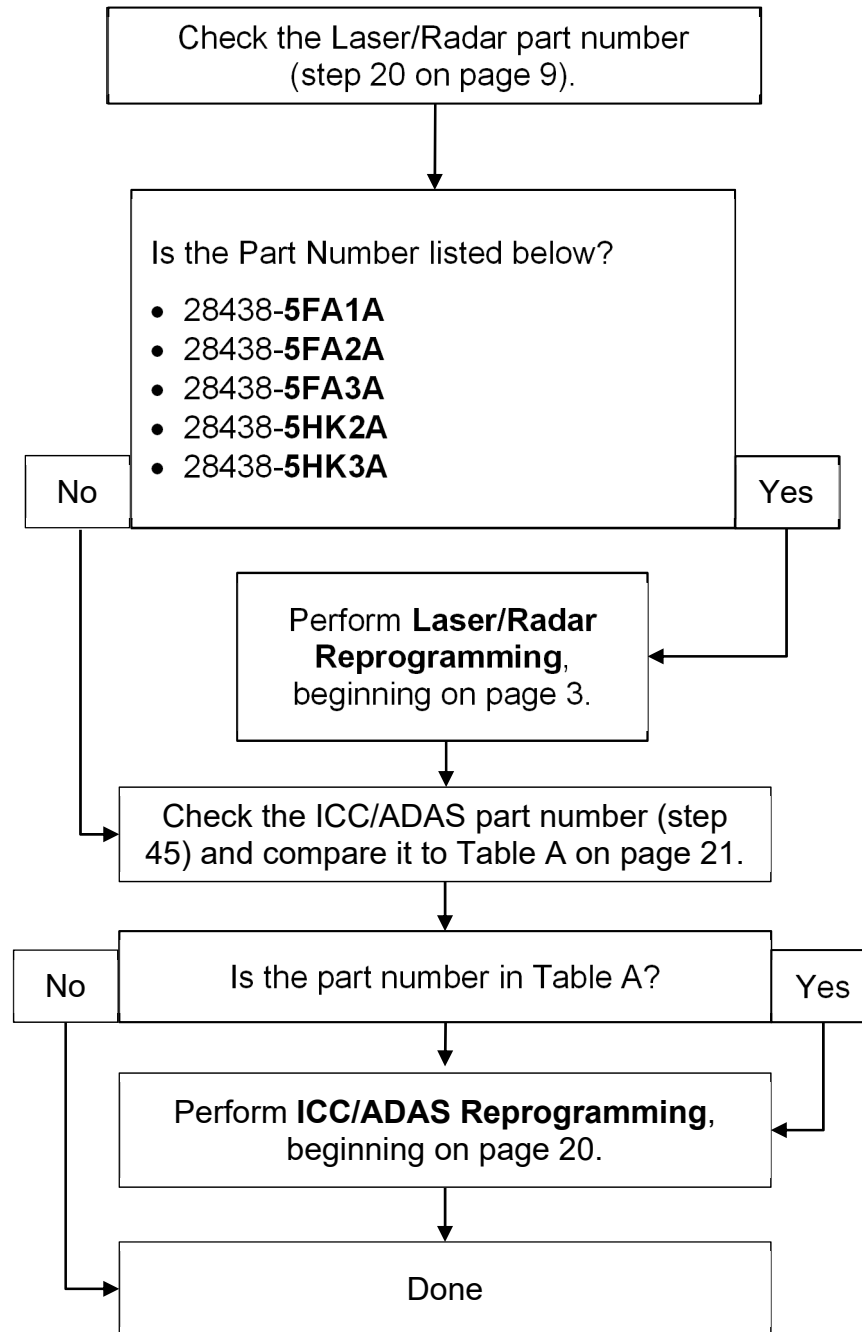 Check the Laser/Radar part number
(step 20 on page 9).
Is the Part Number listed below?
• 28438-5FA1A
• 28438-5FA2A
• 28438-5FA3A
• 28438-5HK2A
• 28438-5HK3A
No
Yes
Perform Laser/Radar
Reprogramming,
beginning on page 3.
Check the ICC/ADAS part number (step
45) and compare it to Table A on page 21.
No
Is the part number in Table A?
Yes
Perform ICC/ADAS Reprogramming,
beginning on page 20.
Done